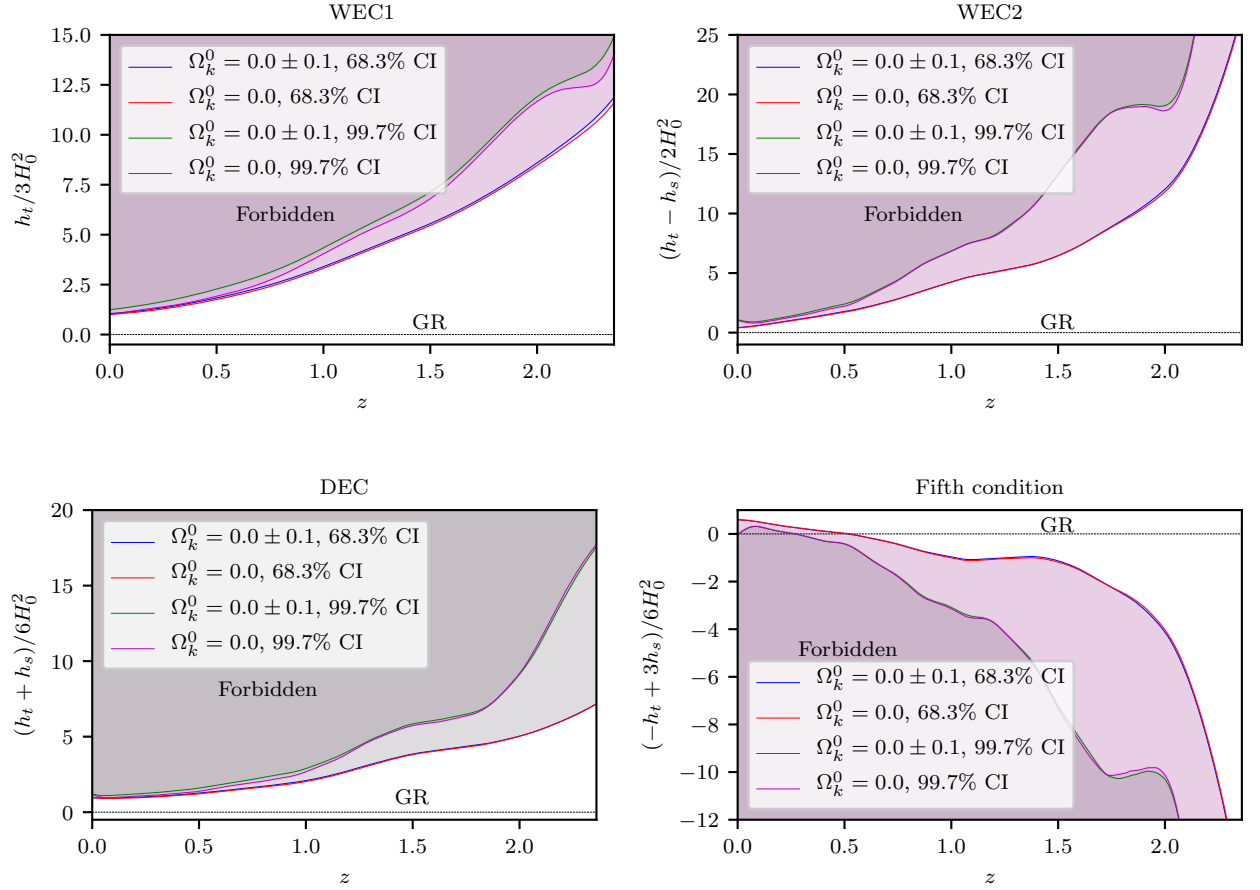 WEC1
15.0
12.5
10.0
7.5
5.0
2.5
0.0
h_t/3H_0^2
Ω_k^0 = 0.0 ± 0.1, 68.3% CI
Ω_k^0 = 0.0, 68.3% CI
Ω_k^0 = 0.0 ± 0.1, 99.7% CI
Ω_k^0 = 0.0, 99.7% CI
Forbidden
GR
0.0 0.5 1.0 1.5 2.0
z
WEC2
25
20
15
10
5
0
(h_t − h_s)/2H_0^2
Ω_k^0 = 0.0 ± 0.1, 68.3% CI
Ω_k^0 = 0.0, 68.3% CI
Ω_k^0 = 0.0 ± 0.1, 99.7% CI
Ω_k^0 = 0.0, 99.7% CI
Forbidden
GR
0.0 0.5 1.0 1.5 2.0
z
DEC
20
15
10
5
0
(h_t + h_s)/6H_0^2
Ω_k^0 = 0.0 ± 0.1, 68.3% CI
Ω_k^0 = 0.0, 68.3% CI
Ω_k^0 = 0.0 ± 0.1, 99.7% CI
Ω_k^0 = 0.0, 99.7% CI
Forbidden
GR
0.0 0.5 1.0 1.5 2.0
z
Fifth condition
0
−2
−4
−6
−8
−10
−12
(−h_t + 3h_s)/6H_0^2
GR
Forbidden
Ω_k^0 = 0.0 ± 0.1, 68.3% CI
Ω_k^0 = 0.0, 68.3% CI
Ω_k^0 = 0.0 ± 0.1, 99.7% CI
Ω_k^0 = 0.0, 99.7% CI
0.0 0.5 1.0 1.5 2.0
z